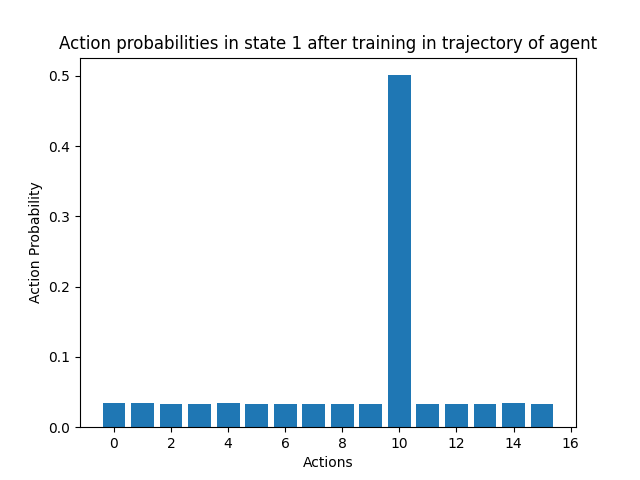 Action probabilities in state 1 after training in trajectory of agent
0.5
0.4
0.3
0.2
0.1
0.0
Action Probability
0 2 4 6 8 10 12 14 16
Actions